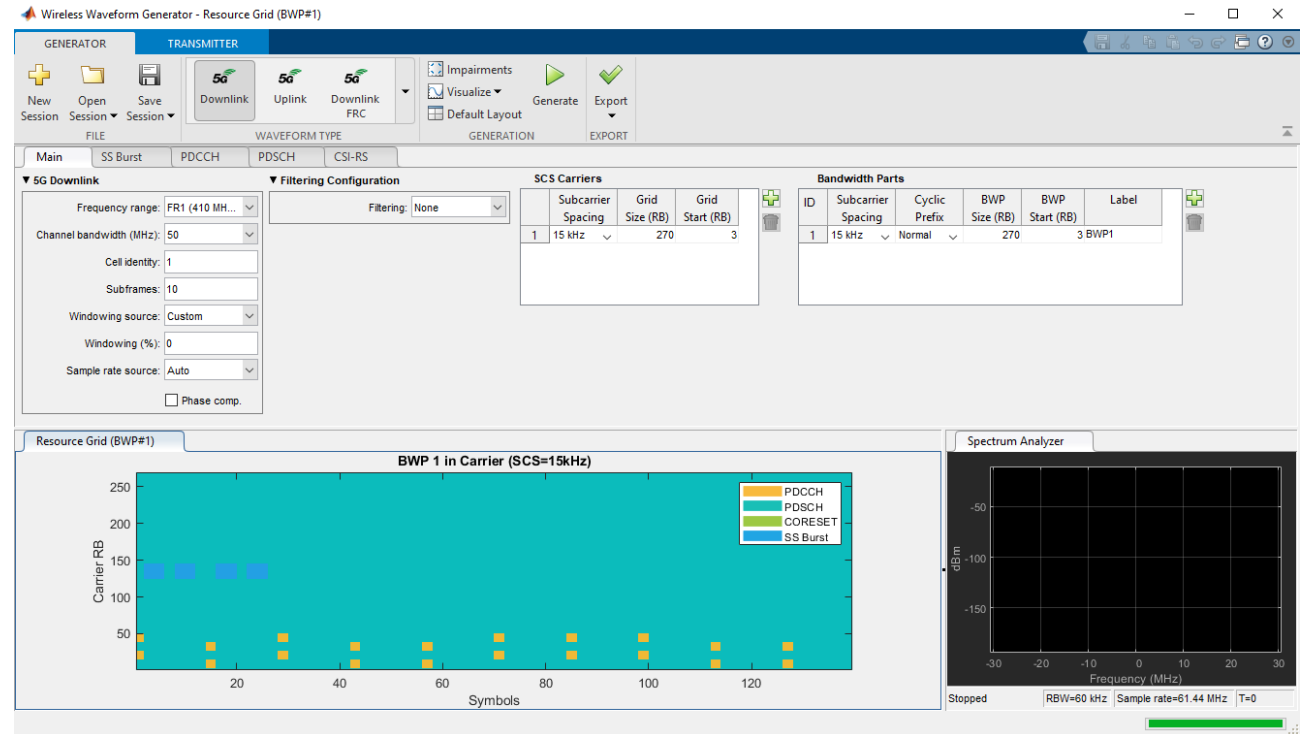 Wireless Waveform Generator - Resource Grid (BWP#1)
GENERATOR
TRANSMITTER
New Session
Open Session
Save Session
FILE
5G Downlink
5G Uplink
5G Downlink FRC
WAVEFORM TYPE
Impairments
Visualize
Default Layout
Generate
GENERATION
Export
EXPORT
Main SS Burst PDCCH PDSCH CSI-RS
5G Downlink
Frequency range: FR1 (410 MH...
Channel bandwidth (MHz): 50
Cell identity: 1
Subframes: 10
Windowing source: Custom
Windowing (%): 0
Sample rate source: Auto
Phase comp.
Filtering Configuration
Filtering: None
SCS Carriers
Subcarrier Spacing Grid Size (RB) Grid Start (RB)
1 15 kHz 270 3
Bandwidth Parts
ID Subcarrier Spacing Cyclic Prefix BWP Size (RB) BWP Start (RB) Label
1 15 kHz Normal 270 3 BWP1
Resource Grid (BWP#1)
BWP 1 in Carrier (SCS=15kHz)
250
200
150
100
50
Carrier RB
PDCCH
PDSCH
CORESET
SS Burst
20 40 60 80 100 120
Symbols
Spectrum Analyzer
-50
-100
-150
dBm
-30 -20 -10 0 10 20 30
Frequency (MHz)
Stopped RBW=60 kHz Sample rate=61.44 MHz T=0